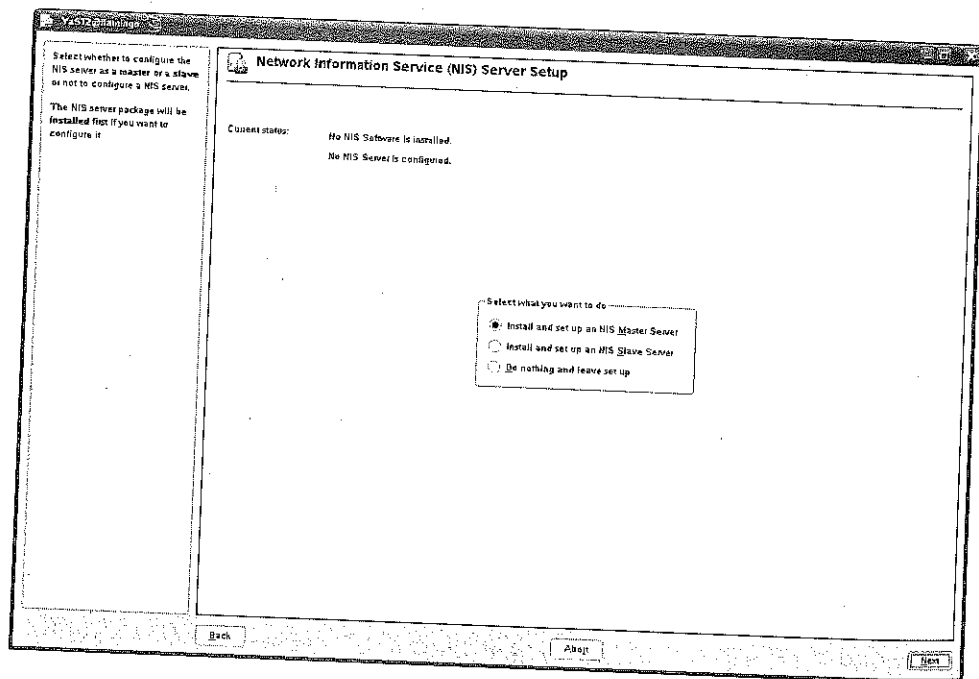 Select whether to configure the
NIS server as a master or a slave
or not to configure a NIS server.
The NIS server package will be
installed first if you want to
configure it
Network Information Service (NIS) Server Setup
Current status:
No NIS Software is installed.
No NIS Server is configured.
Select what you want to do
Install and set up an NIS Master Server
Install and set up an NIS Slave Server
Do nothing and leave set up
Back
Abort
Next